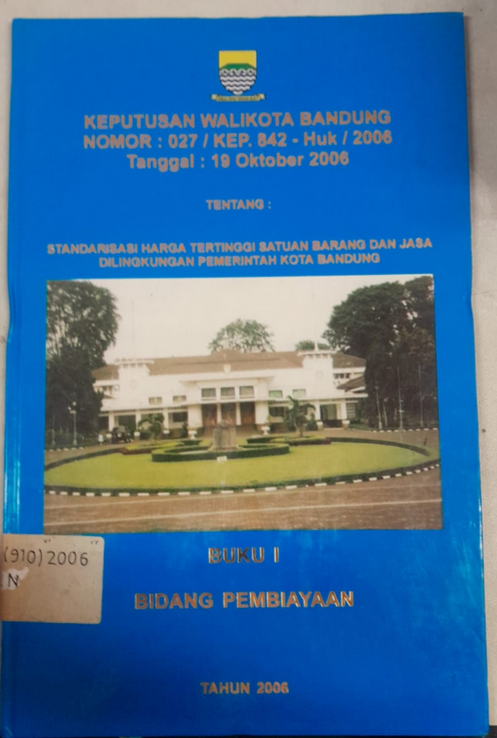 KEPUTUSAN WALIKOTA BANDUNG
NOMOR : 027 / KEP. 842 - Huk / 2006
Tanggal : 19 Oktober 2006
TENTANG :
STANDARISASI HARGA TERTINGGI SATUAN BARANG DAN JASA
DILINGKUNGAN PEMERINTAH KOTA BANDUNG
BUKU I
(910) 2006
N
BIDANG PEMBIAYAAN
TAHUN 2006